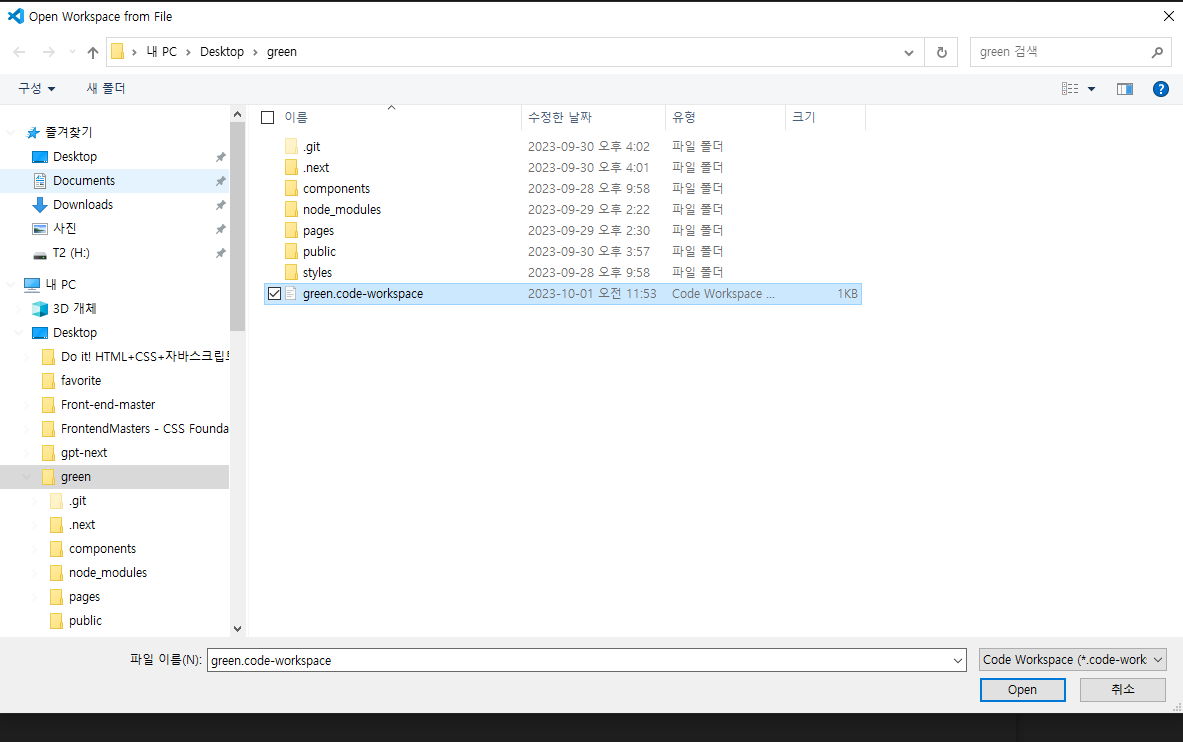 Open Workspace from File
내 PC > Desktop > green
green 검색
구성
새 폴더
즐겨찾기
Desktop
Documents
Downloads
사진
T2 (H:)
내 PC
3D 개체
Desktop
Do it! HTML+CSS+자바스크립트
favorite
Front-end-master
FrontendMasters - CSS Founda
gpt-next
green
.git
.next
components
node_modules
pages
public
이름 수정한 날짜 유형 크기
.git 2023-09-30 오후 4:02 파일 폴더
.next 2023-09-30 오후 4:01 파일 폴더
components 2023-09-28 오후 9:58 파일 폴더
node_modules 2023-09-29 오후 2:22 파일 폴더
pages 2023-09-29 오후 2:30 파일 폴더
public 2023-09-30 오후 3:57 파일 폴더
styles 2023-09-28 오후 9:58 파일 폴더
green.code-workspace 2023-10-01 오전 11:53 Code Workspace ... 1KB
파일 이름(N): green.code-workspace
Code Workspace (*.code-work
Open 취소